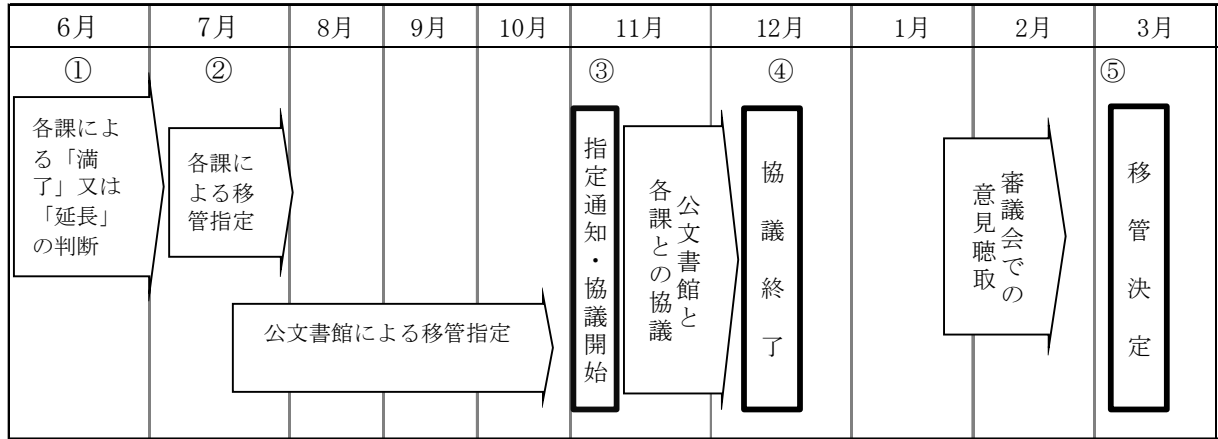 6月 7月 8月 9月 10月 11月 12月 1月 2月 3月
① ② ③ ④ ⑤
各課によ
る「満
了」又は
「延長」
の判断
各課に
よる移
管指定
公文書館による移管指定
指定通知・協議開始
公文書館と
各課との協議
協議終了
審議会での
意見聴取
移管決定